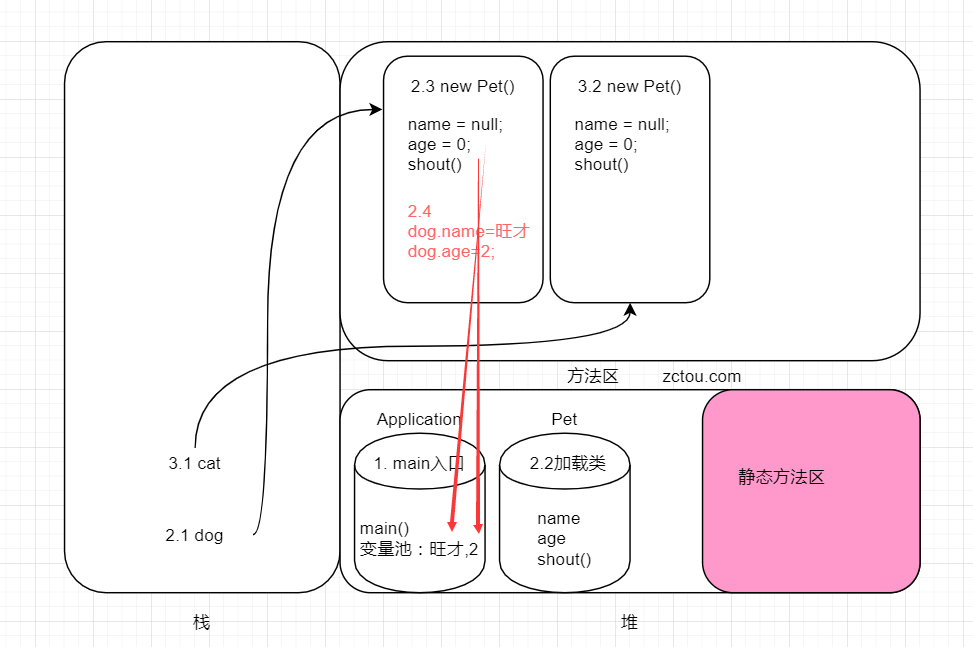 2.3 new Pet()
name = null;
age = 0;
shout()
2.4
dog.name=旺才
dog.age=2;
3.2 new Pet()
name = null;
age = 0;
shout()
方法区
zctou.com
Application
1. main入口
main()
变量池：旺才,2
Pet
2.2加载类
name
age
shout()
静态方法区
3.1 cat
2.1 dog
栈
堆